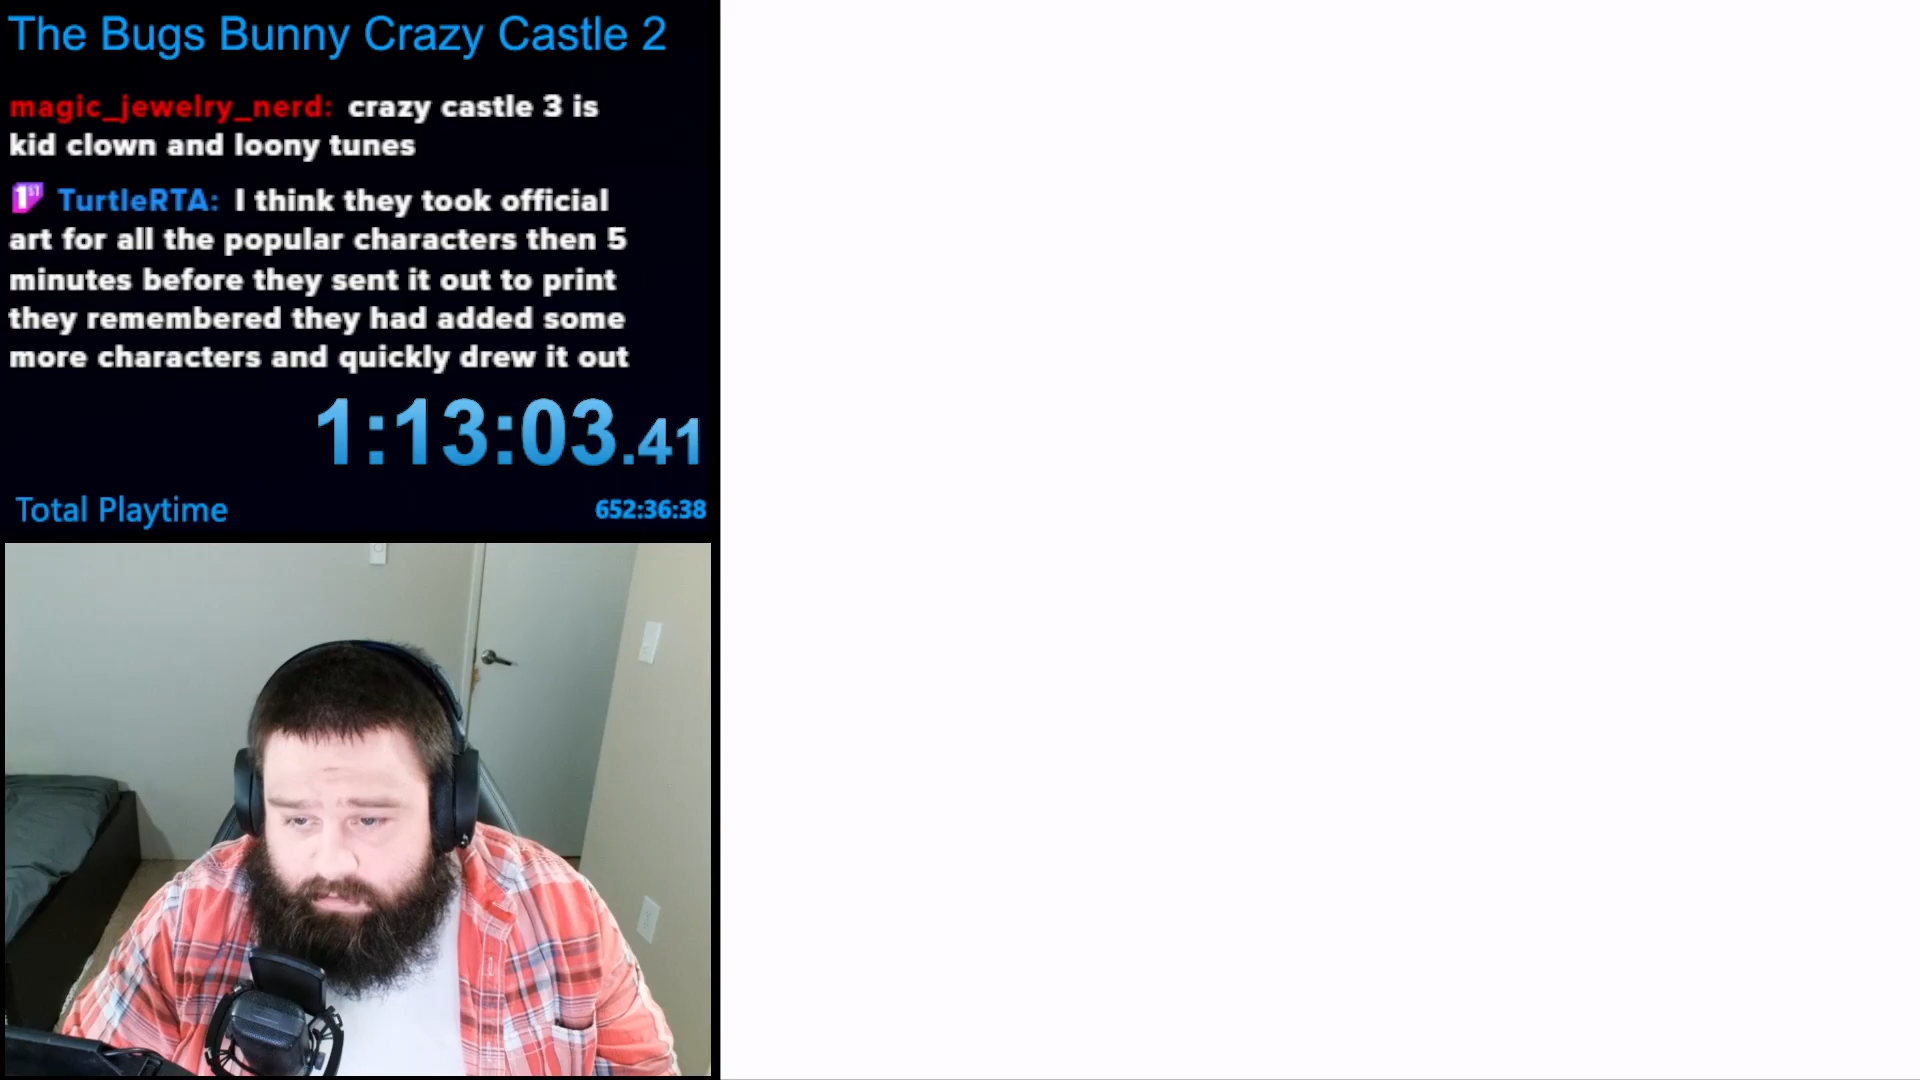 The Bugs Bunny Crazy Castle 2
magic_jewelry_nerd: crazy castle 3 is
kid clown and loony tunes
1ST TurtleRTA: I think they took official
art for all the popular characters then 5
minutes before they sent it out to print
they remembered they had added some
more characters and quickly drew it out
1:13:03.41
Total Playtime 652:36:38